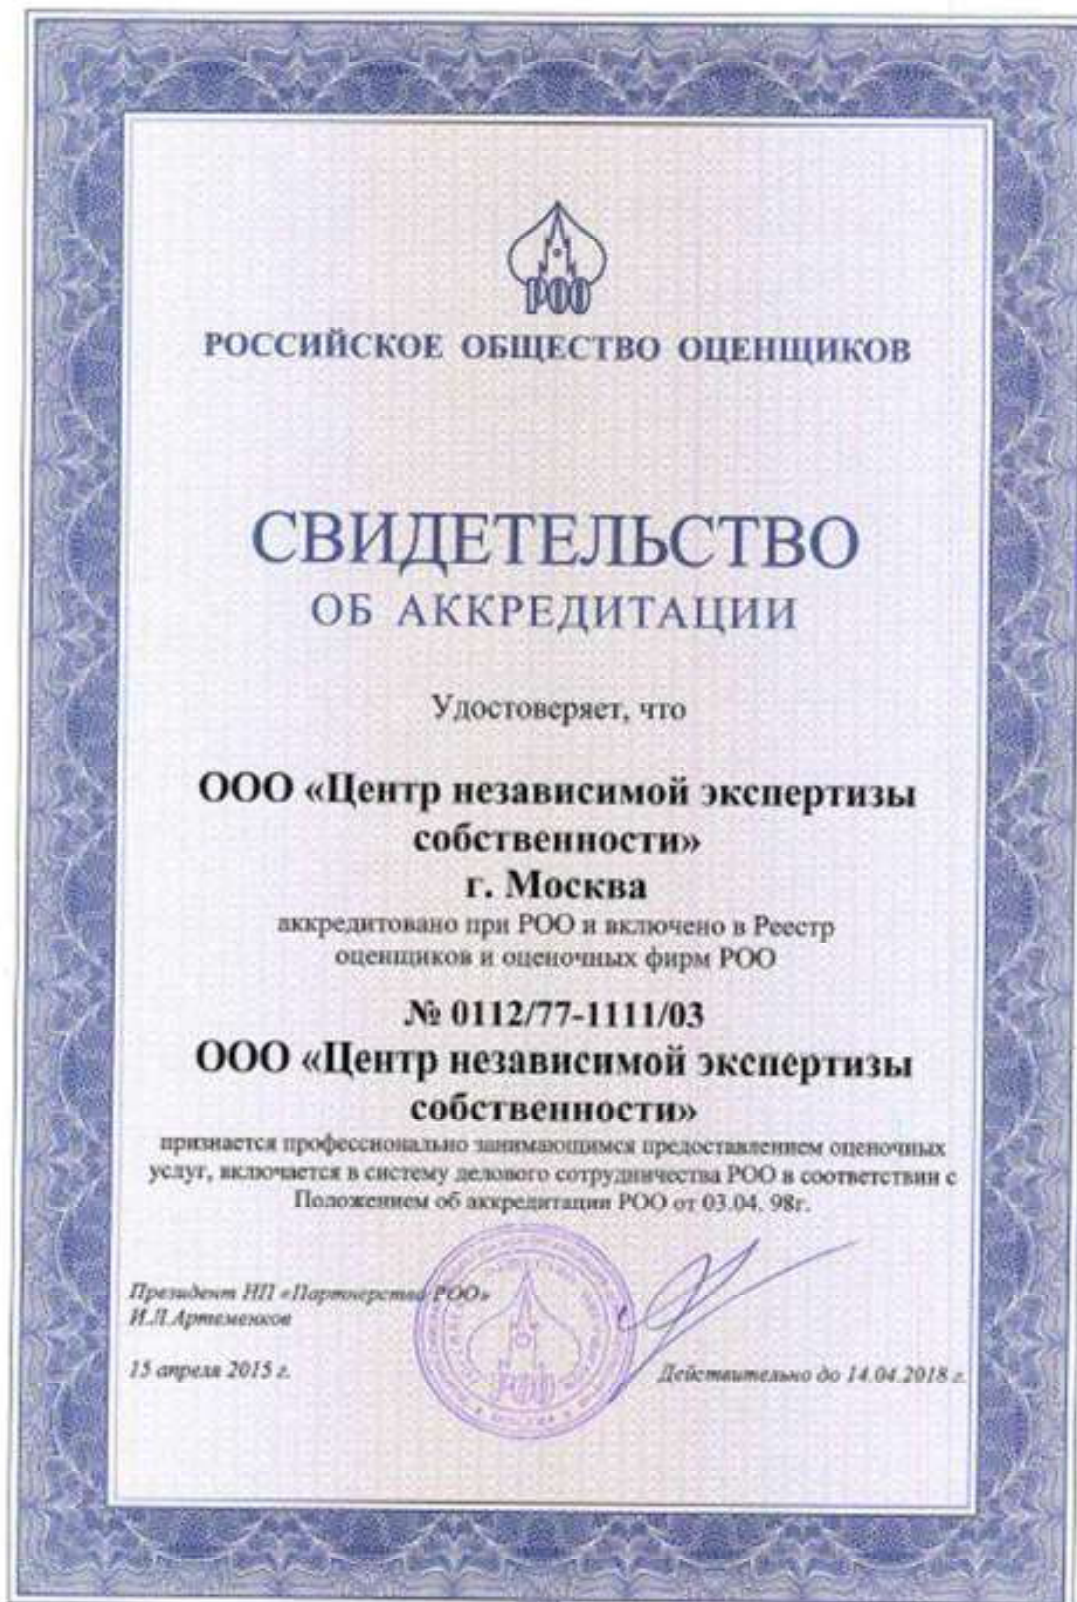 РОО
РОССИЙСКОЕ ОБЩЕСТВО ОЦЕНЩИКОВ
СВИДЕТЕЛЬСТВО
ОБ АККРЕДИТАЦИИ
Удостоверяет, что
ООО «Центр независимой экспертизы
собственности»
г. Москва
аккредитовано при РОО и включено в Реестр
оценщиков и оценочных фирм РОО
№ 0112/77-1111/03
ООО «Центр независимой экспертизы
собственности»
признается профессионально занимающимся предоставлением оценочных
услуг, включается в систему делового сотрудничества РОО в соответствии с
Положением об аккредитации РОО от 03.04. 98г.
Президент НП «Партнерство РОО»
И.Л.Артеменков
15 апреля 2015 г.
Действительно до 14.04.2018 г.
РОО